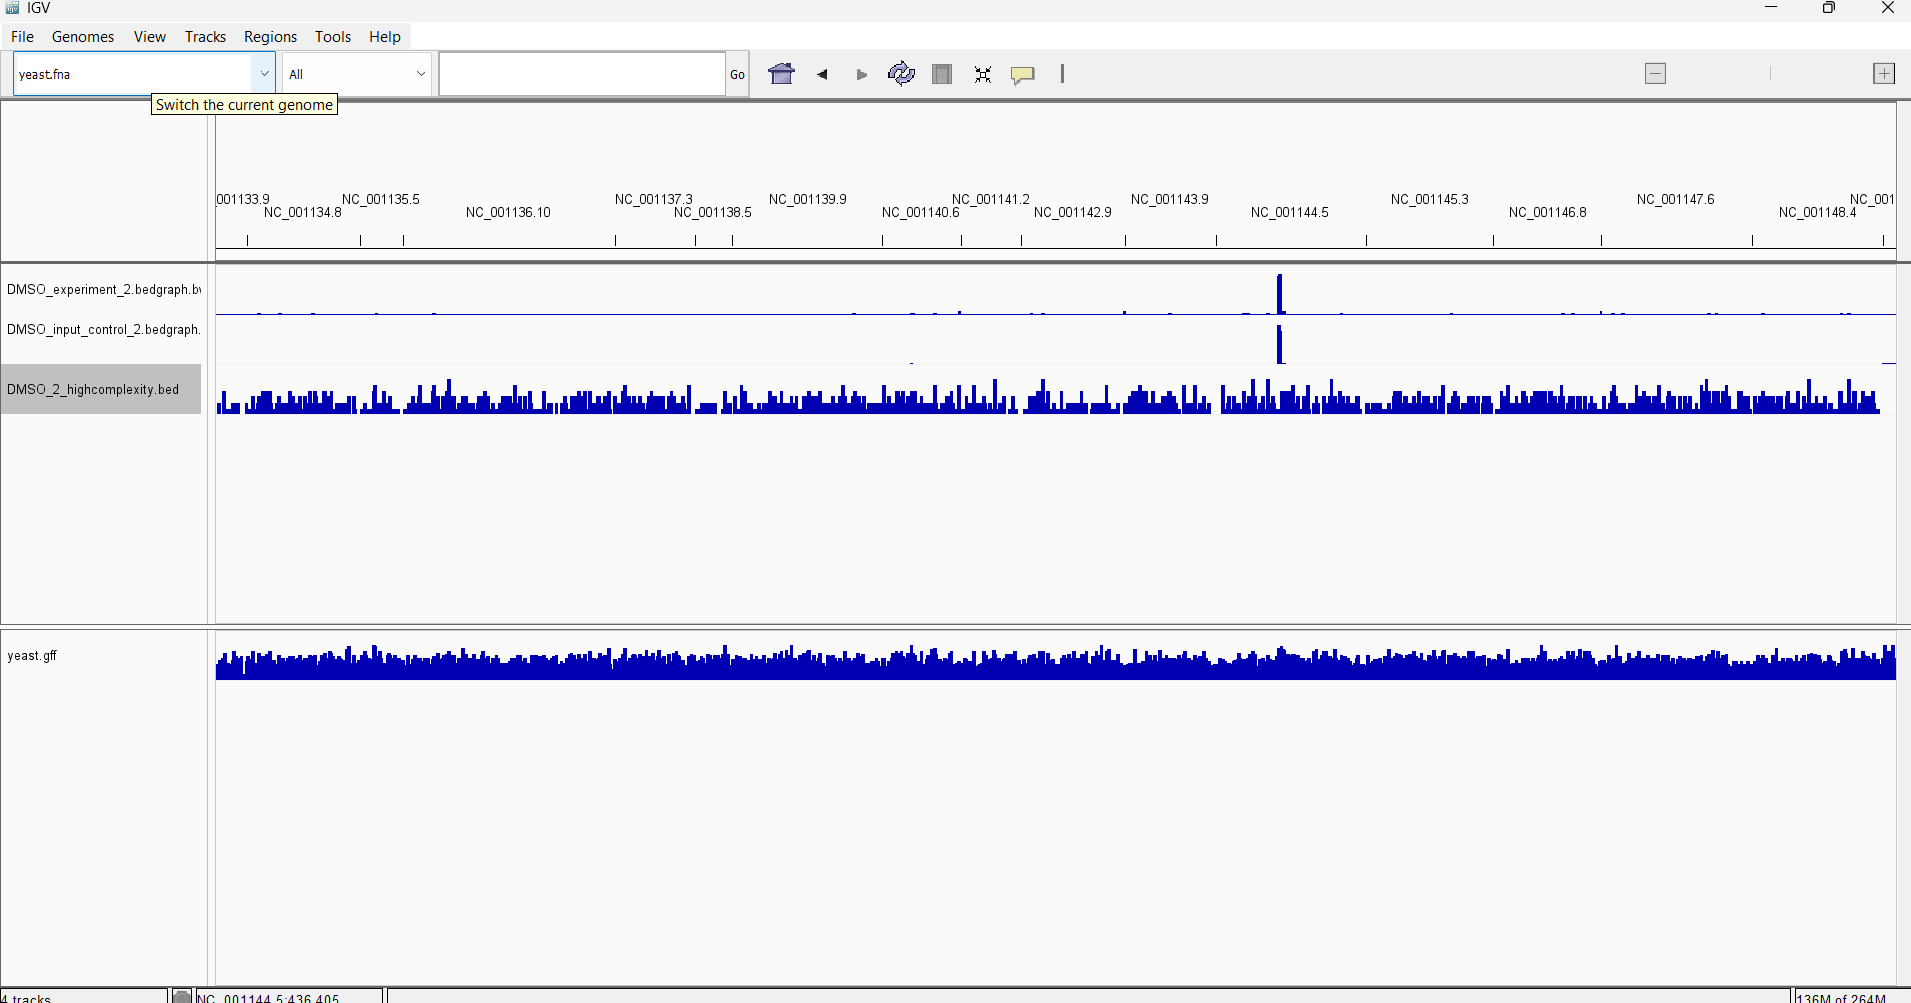 IGV
File Genomes View Tracks Regions Tools Help
yeast.fna All Go
Switch the current genome
001133.9 NC_001135.5 NC_001137.3 NC_001139.9 NC_001141.2 NC_001143.9 NC_001145.3 NC_001147.6 NC_001
NC_001134.8 NC_001136.10 NC_001138.5 NC_001140.6 NC_001142.9 NC_001144.5 NC_001146.8 NC_001148.4
DMSO_experiment_2.bedgraph.bw
DMSO_input_control_2.bedgraph.
DMSO_2_highcomplexity.bed
yeast.gff
4 tracks NC_001144.5:436,405 136M of 264M